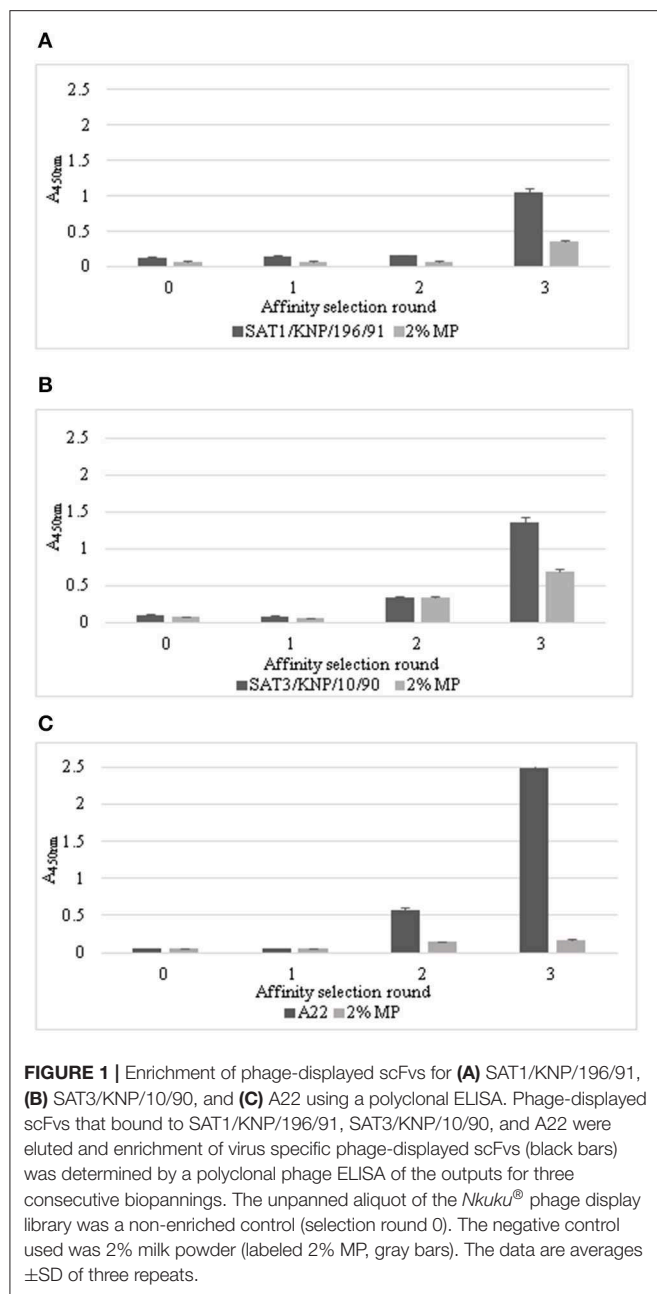 A
2.5
2
1.5
1
0.5
0
A450nm
0 1 2 3
Affinity selection round
SAT1/KNP/196/91 2% MP
B
2.5
2
1.5
1
0.5
0
A450nm
0 1 2 3
Affinity selection round
SAT3/KNP/10/90 2% MP
C
2.5
2
1.5
1
0.5
0
A450nm
0 1 2 3
Affinity selection round
A22 2% MP
FIGURE 1 | Enrichment of phage-displayed scFvs for (A) SAT1/KNP/196/91,
(B) SAT3/KNP/10/90, and (C) A22 using a polyclonal ELISA. Phage-displayed
scFvs that bound to SAT1/KNP/196/91, SAT3/KNP/10/90, and A22 were
eluted and enrichment of virus specific phage-displayed scFvs (black bars)
was determined by a polyclonal phage ELISA of the outputs for three
consecutive biopannings. The unpanned aliquot of the Nkuku® phage display
library was a non-enriched control (selection round 0). The negative control
used was 2% milk powder (labeled 2% MP, gray bars). The data are averages
±SD of three repeats.